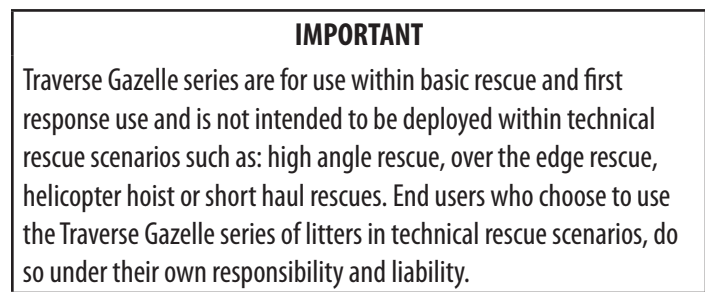 IMPORTANT
Traverse Gazelle series are for use within basic rescue and first
response use and is not intended to be deployed within technical
rescue scenarios such as: high angle rescue, over the edge rescue,
helicopter hoist or short haul rescues. End users who choose to use
the Traverse Gazelle series of litters in technical rescue scenarios, do
so under their own responsibility and liability.